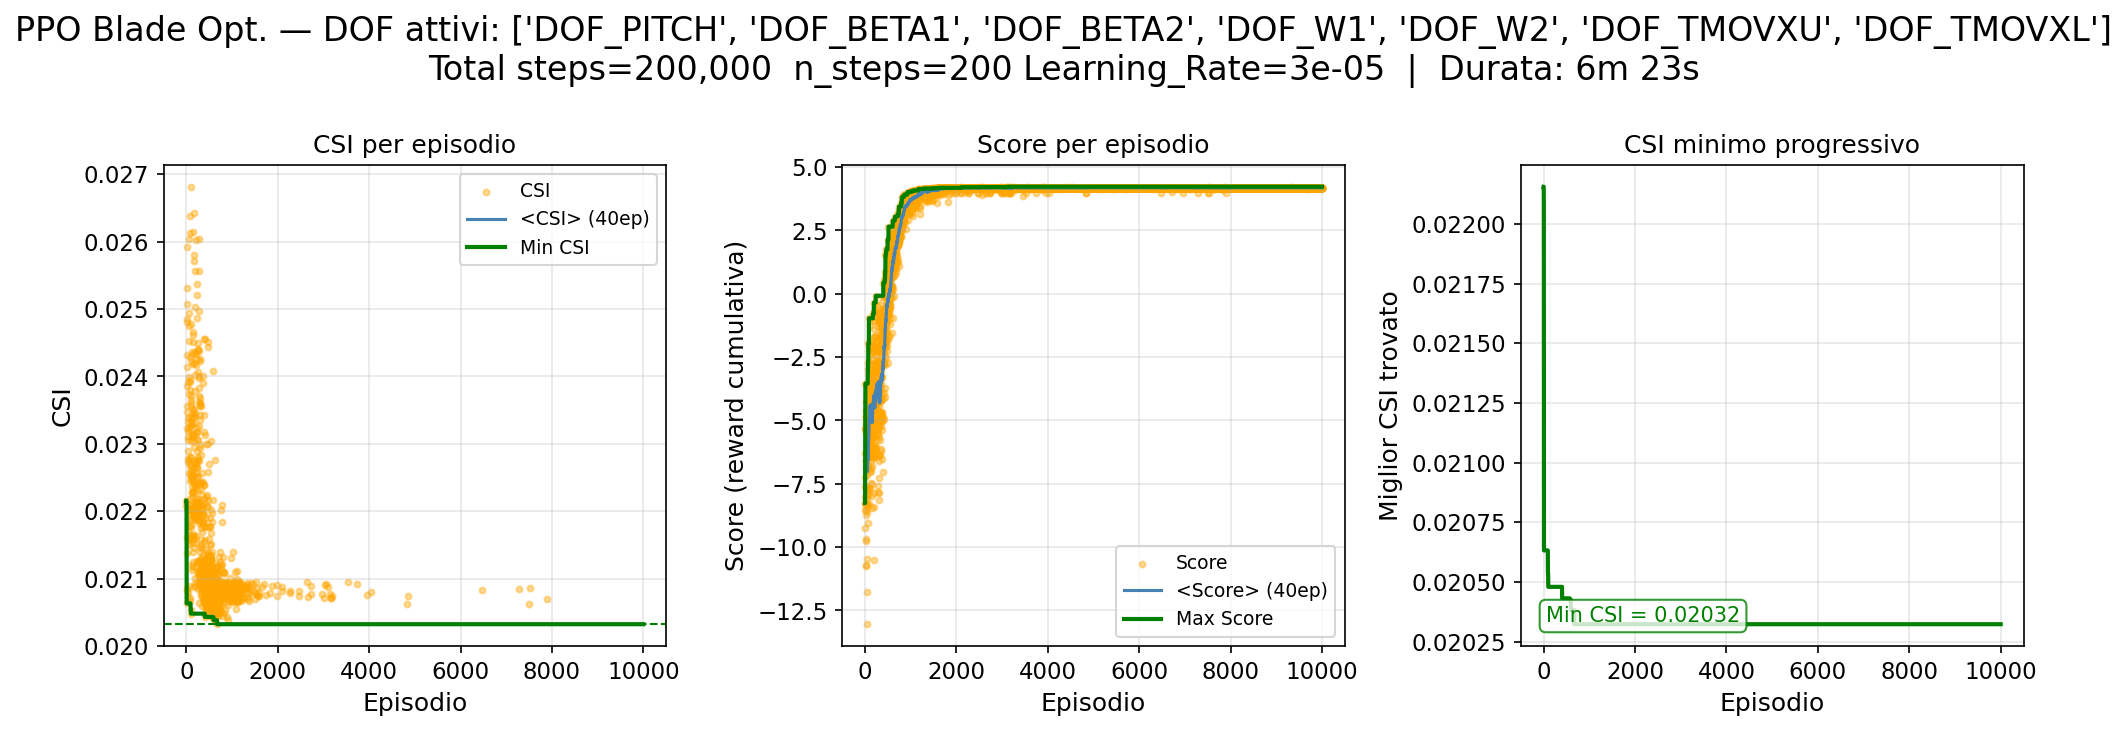 PPO Blade Opt. — DOF attivi: ['DOF_PITCH', 'DOF_BETA1', 'DOF_BETA2', 'DOF_W1', 'DOF_W2', 'DOF_TMOVXU', 'DOF_TMOVXL']
Total steps=200,000  n_steps=200 Learning_Rate=3e-05  |  Durata: 6m 23s
CSI per episodio
CSI
0.027
0.026
0.025
0.024
0.023
0.022
0.021
0.020
CSI
<CSI> (40ep)
Min CSI
0
2000
4000
6000
8000
10000
Episodio
Score per episodio
Score (reward cumulativa)
5.0
2.5
0.0
−2.5
−5.0
−7.5
−10.0
−12.5
Score
<Score> (40ep)
Max Score
0
2000
4000
6000
8000
10000
Episodio
CSI minimo progressivo
Miglior CSI trovato
0.02200
0.02175
0.02150
0.02125
0.02100
0.02075
0.02050
0.02025
Min CSI = 0.02032
0
2000
4000
6000
8000
10000
Episodio